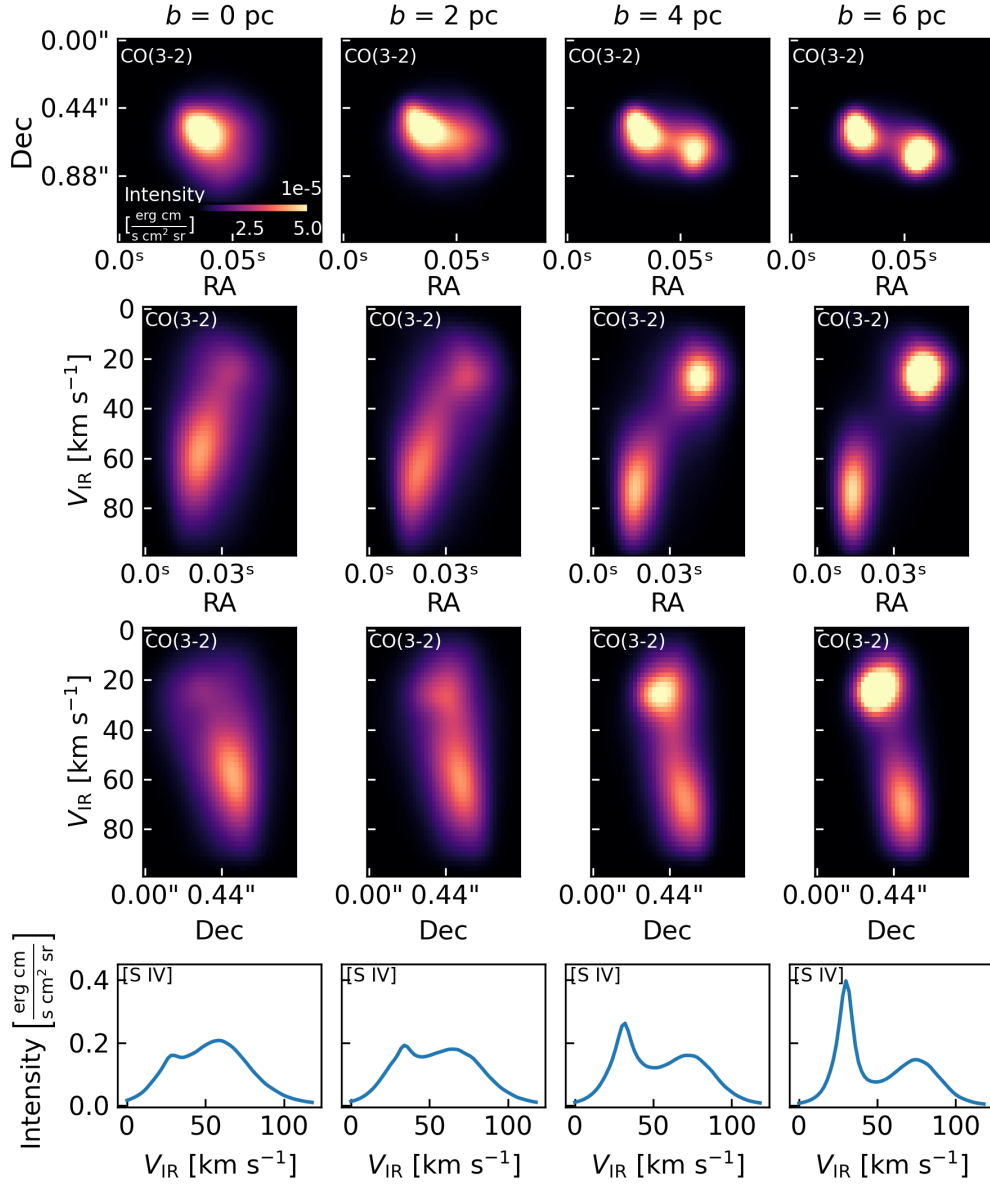 b = 0 pc b = 2 pc b = 4 pc b = 6 pc
0.00" CO(3-2) CO(3-2) CO(3-2) CO(3-2)
0.44"
Dec
0.88"
Intensity 1e-5
[erg cm / s cm² sr] 2.5 5.0
0.0ˢ 0.05ˢ 0.0ˢ 0.05ˢ 0.0ˢ 0.05ˢ 0.0ˢ 0.05ˢ
RA RA RA RA
0 CO(3-2) CO(3-2) CO(3-2) CO(3-2)
20
40
V_IR [km s⁻¹]
60
80
0.0ˢ 0.03ˢ 0.0ˢ 0.03ˢ 0.0ˢ 0.03ˢ 0.0ˢ 0.03ˢ
RA RA RA RA
0 CO(3-2) CO(3-2) CO(3-2) CO(3-2)
20
40
V_IR [km s⁻¹]
60
80
0.00" 0.44" 0.00" 0.44" 0.00" 0.44" 0.00" 0.44"
Dec Dec Dec Dec
Intensity [erg cm / s cm² sr]
0.4 [S IV] [S IV] [S IV] [S IV]
0.2
0.0
0 50 100 0 50 100 0 50 100 0 50 100
V_IR [km s⁻¹] V_IR [km s⁻¹] V_IR [km s⁻¹] V_IR [km s⁻¹]